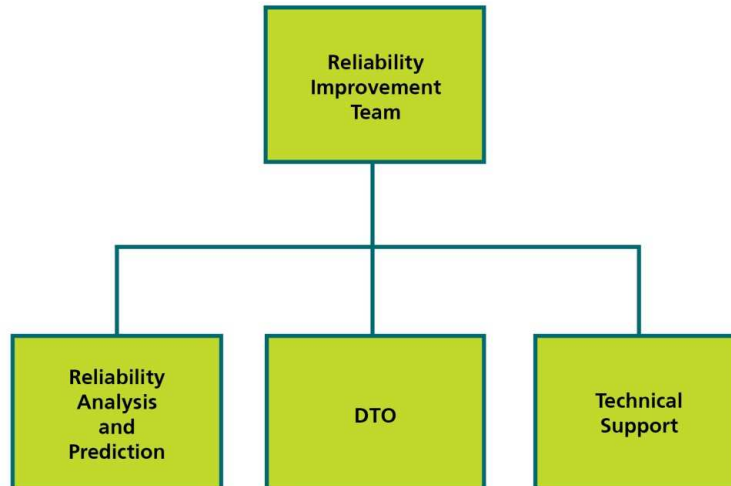 Reliability
Improvement
Team
Reliability
Analysis
and
Prediction
DTO
Technical
Support